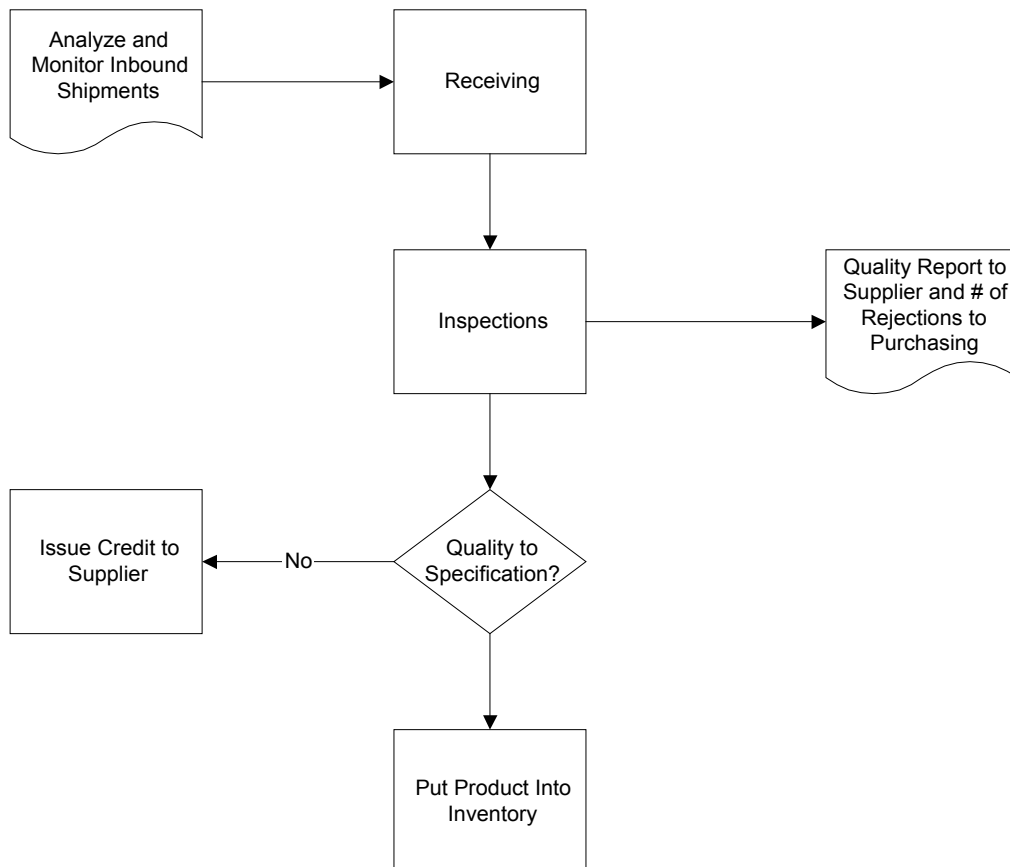 Analyze and
Monitor Inbound
Shipments
Receiving
Inspections
Quality Report to
Supplier and # of
Rejections to
Purchasing
Issue Credit to
Supplier
No
Quality to
Specification?
Put Product Into
Inventory